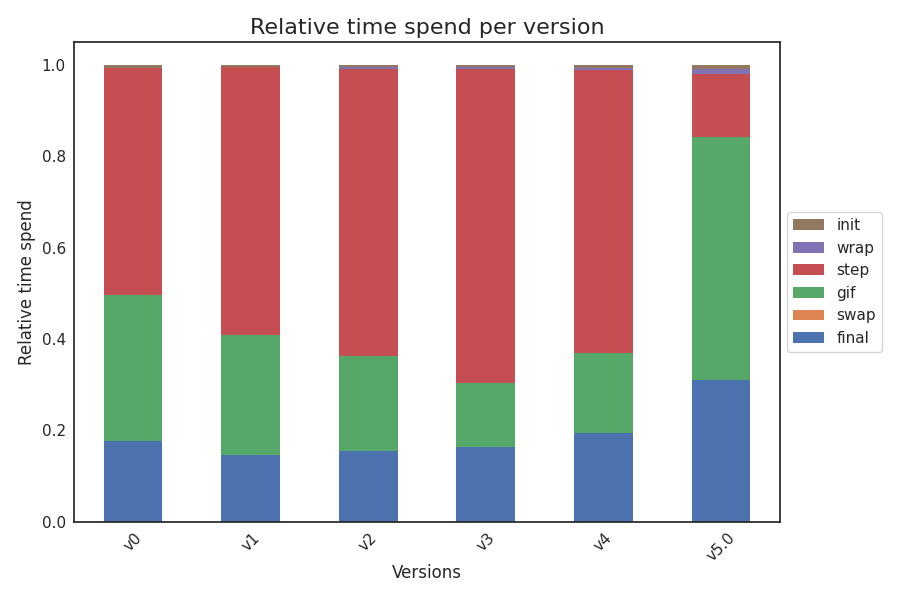 Relative time spend per version
Relative time spend
1.0
0.8
0.6
0.4
0.2
0.0
v0
v1
v2
v3
v4
v5.0
Versions
init
wrap
step
gif
swap
final